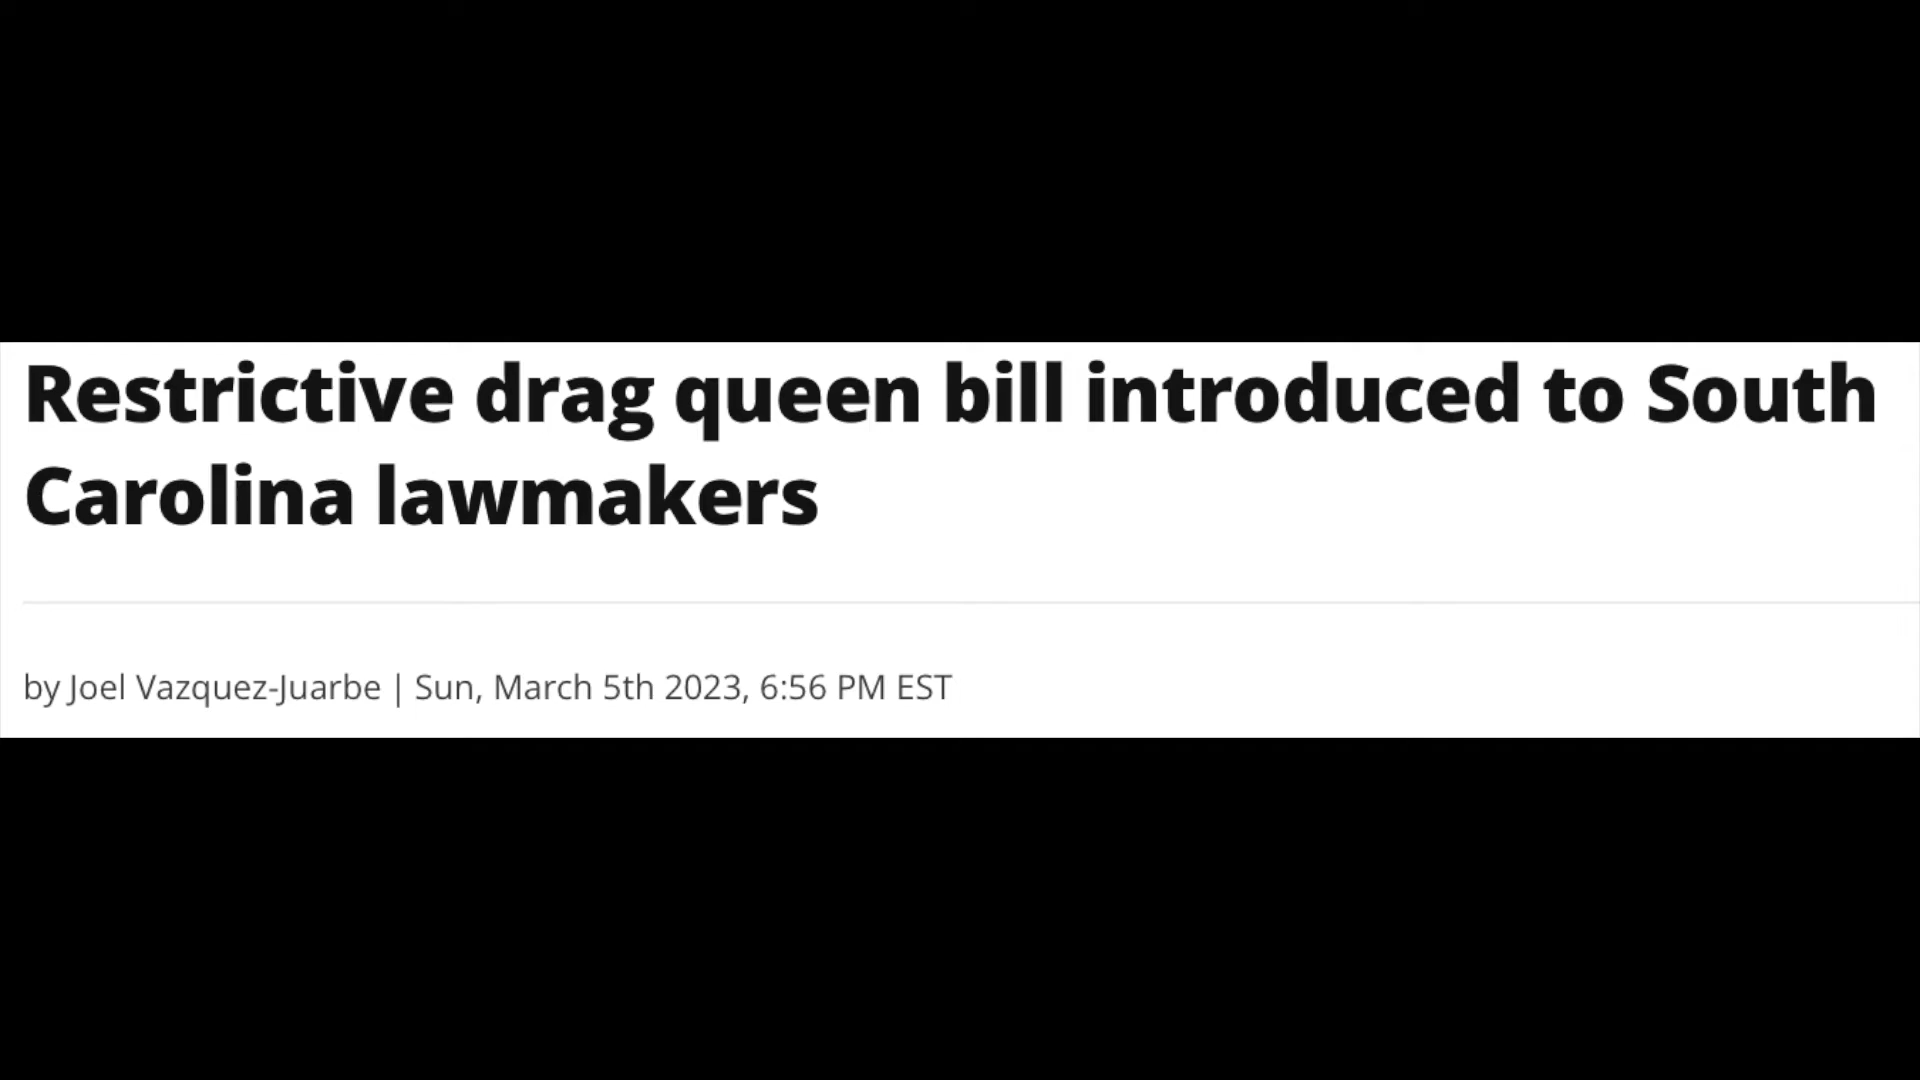 Restrictive drag queen bill introduced to South
Carolina lawmakers
by Joel Vazquez-Juarbe | Sun, March 5th 2023, 6:56 PM EST